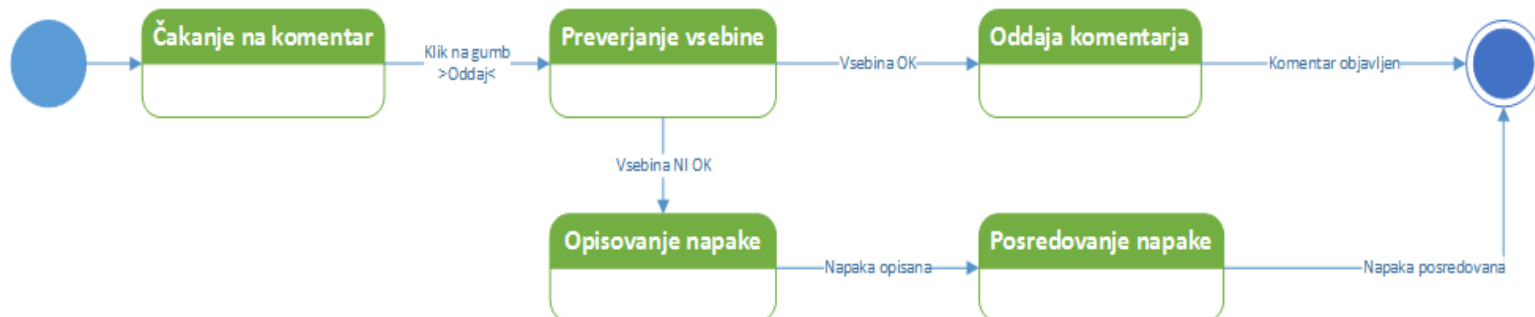 Čakanje na komentar
Klik na gumb
>Oddaj<
Preverjanje vsebine
Vsebina OK
Oddaja komentarja
Komentar objavljen
Vsebina NI OK
Opisovanje napake
Napaka opisana
Posredovanje napake
Napaka posredovana